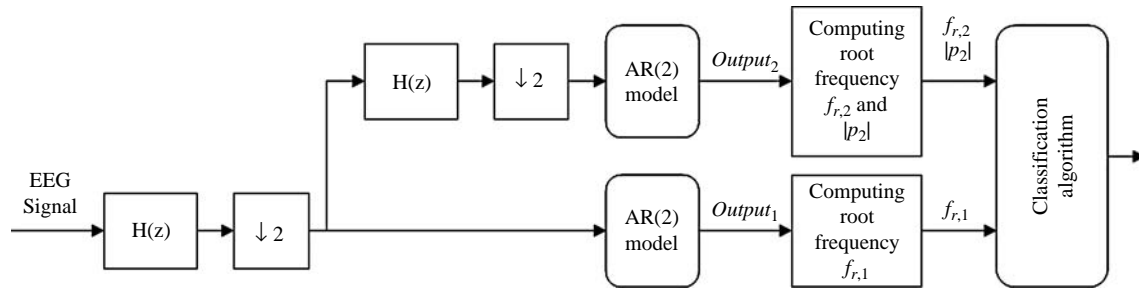 EEG
Signal
H(z)
↓ 2
H(z)
↓ 2
AR(2)
model
Output2
Computing
root
frequency
fr,2 and
|p2|
fr,2
|p2|
AR(2)
model
Output1
Computing
root
frequency
fr,1
fr,1
Classification
algorithm